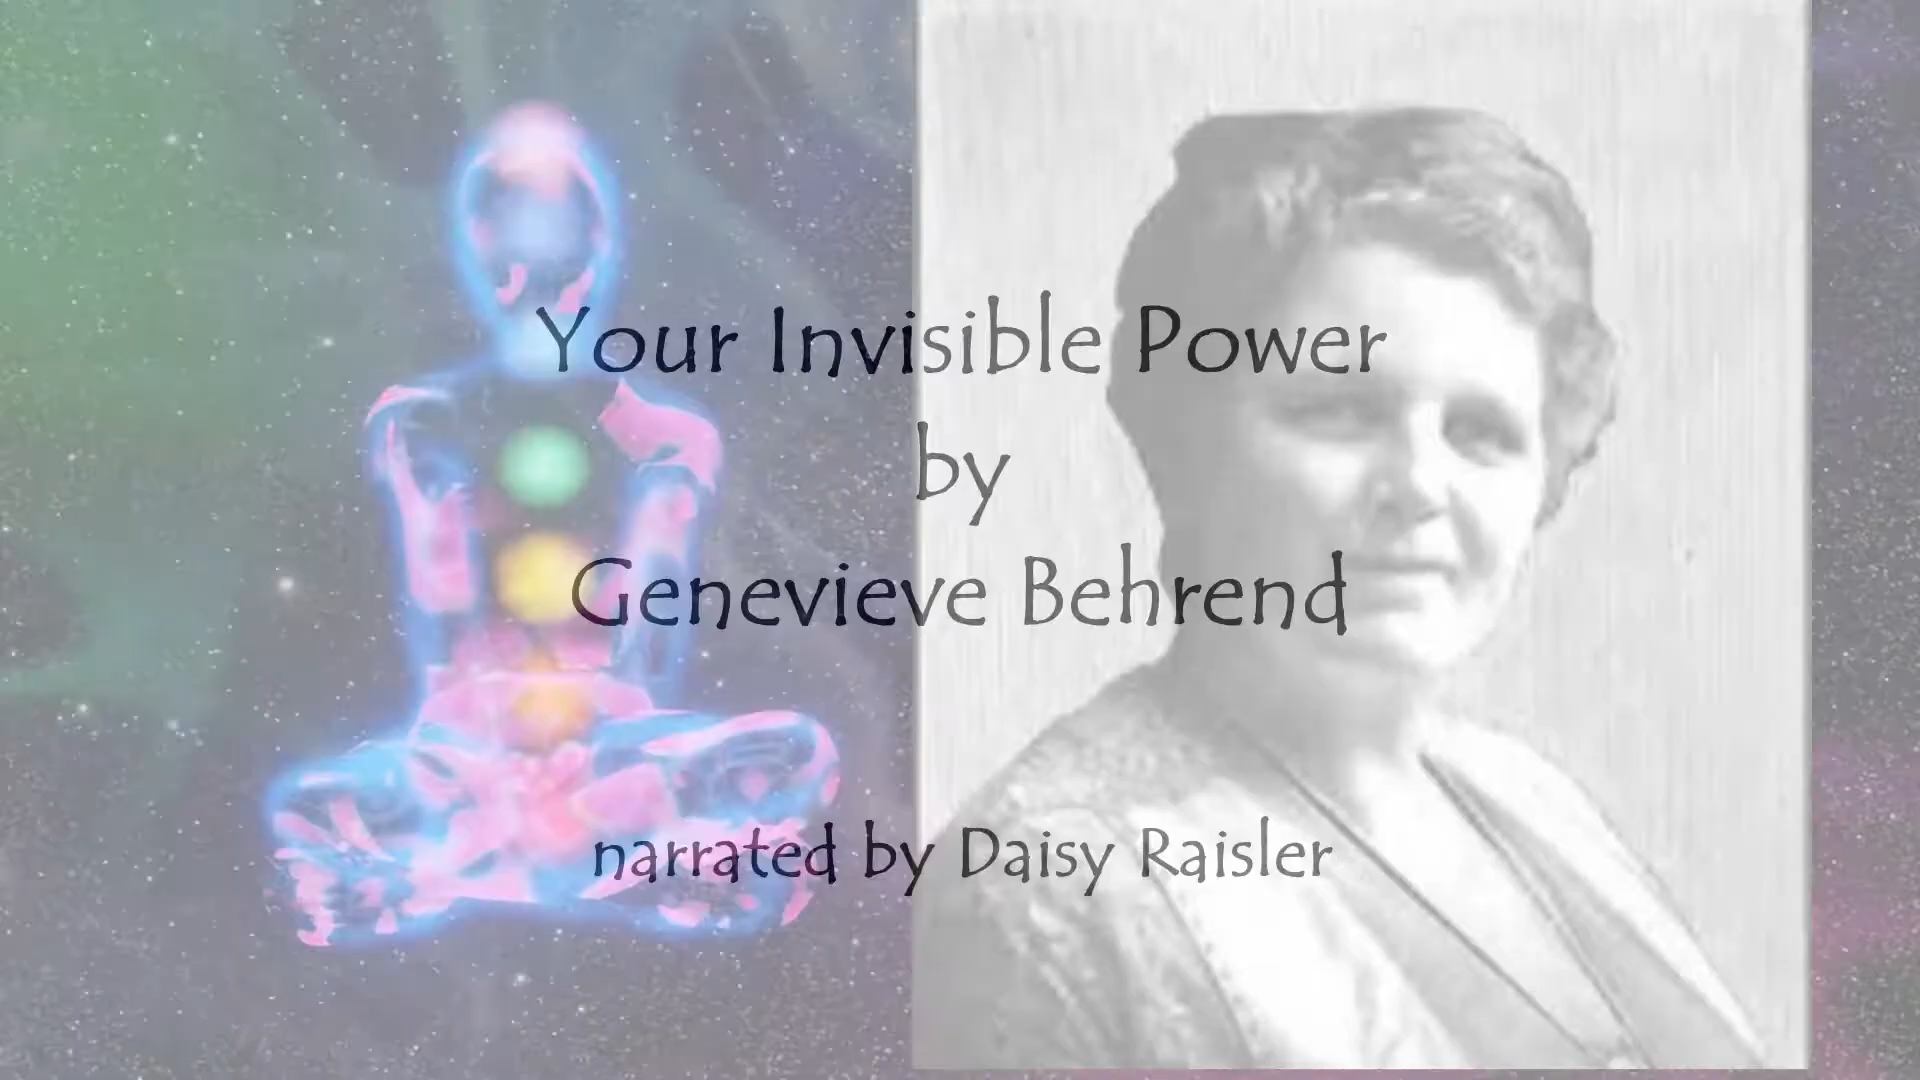 Your Invisible Power
by
Genevieve Behrend
narrated by Daisy Raisler